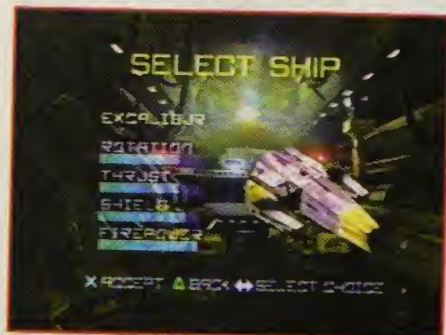 SELECT SHIP
EXCALIBUR
ROTATION
THRUST
SHIELD
FIREPOWER
X ACCEPT △ BACK ↔ SELECT CHOICE